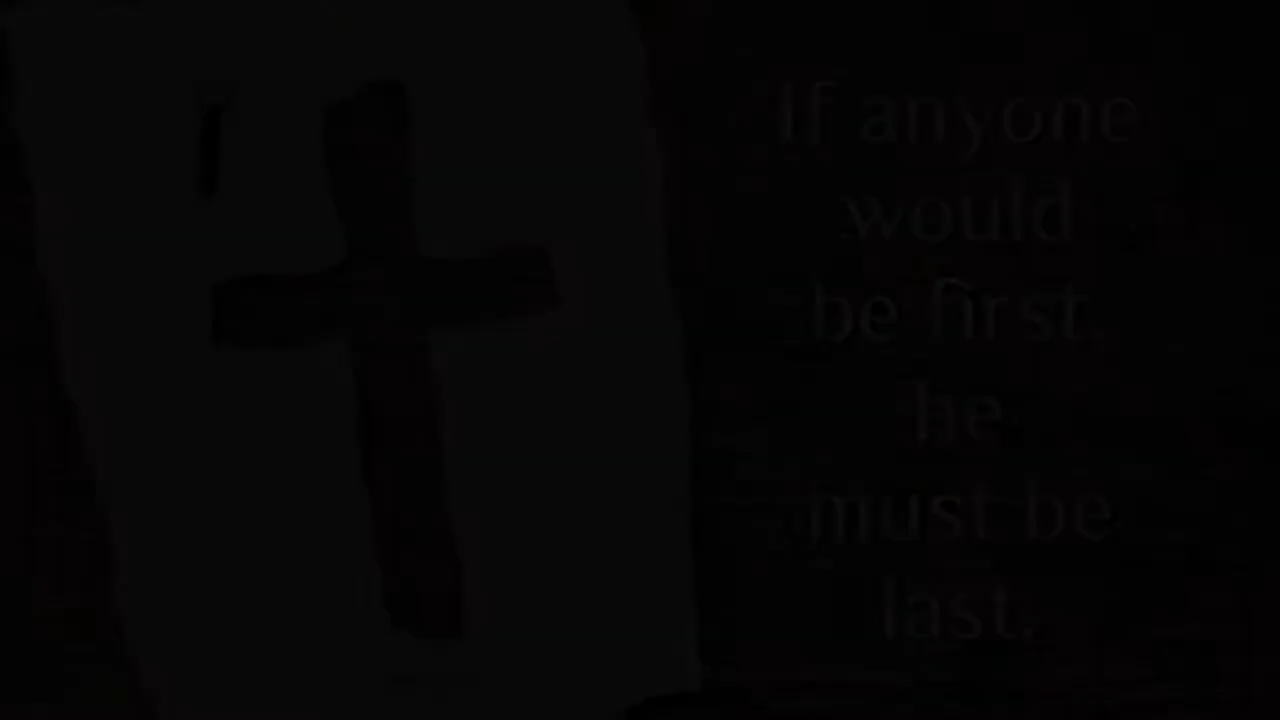 If anyone
would
be first,
he
must be
last.